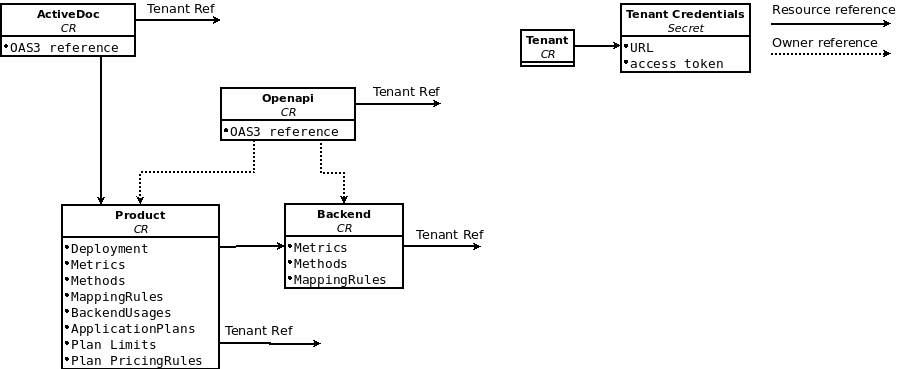 ActiveDoc
CR
OAS3 reference
Tenant Ref
Tenant
CR
Tenant Credentials
Secret
URL
access token
Resource reference
Owner reference
Openapi
CR
OAS3 reference
Tenant Ref
Product
CR
Deployment
Metrics
Methods
MappingRules
BackendUsages
ApplicationPlans
Plan Limits
Plan PricingRules
Tenant Ref
Backend
CR
Metrics
Methods
MappingRules
Tenant Ref